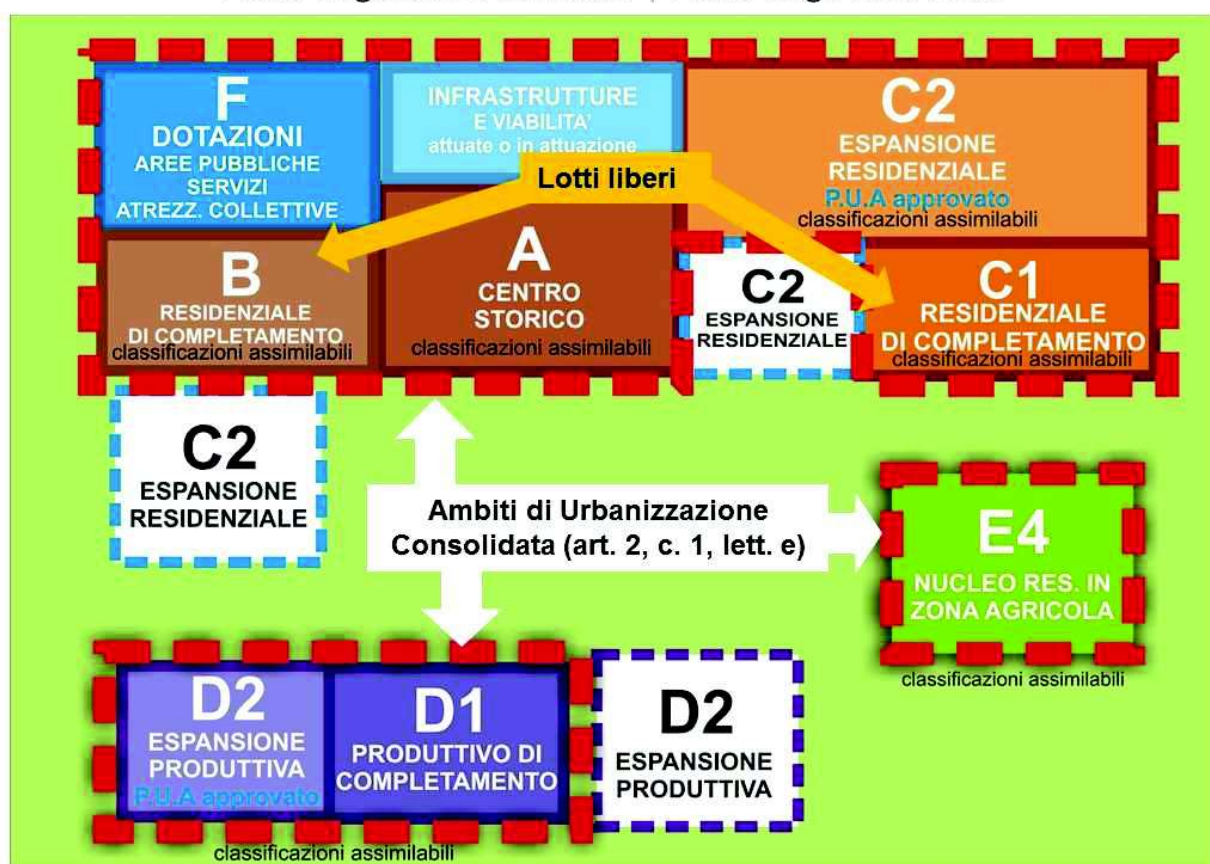 F
DOTAZIONI
AREE PUBBLICHE
SERVIZI
ATREZZ. COLLETTIVE
INFRASTRUTTURE
E VIABILITA'
attuate o in attuazione
C2
ESPANSIONE
RESIDENZIALE
P.U.A approvato
classificazioni assimilabili
Lotti liberi
B
RESIDENZIALE
DI COMPLETAMENTO
classificazioni assimilabili
A
CENTRO
STORICO
classificazioni assimilabili
C2
ESPANSIONE
RESIDENZIALE
C1
RESIDENZIALE
DI COMPLETAMENTO
classificazioni assimilabili
C2
ESPANSIONE
RESIDENZIALE
Ambiti di Urbanizzazione
Consolidata (art. 2, c. 1, lett. e)
E4
NUCLEO RES. IN
ZONA AGRICOLA
classificazioni assimilabili
D2
ESPANSIONE
PRODUTTIVA
P.U.A approvato
D1
PRODUTTIVO DI
COMPLETAMENTO
classificazioni assimilabili
D2
ESPANSIONE
PRODUTTIVA